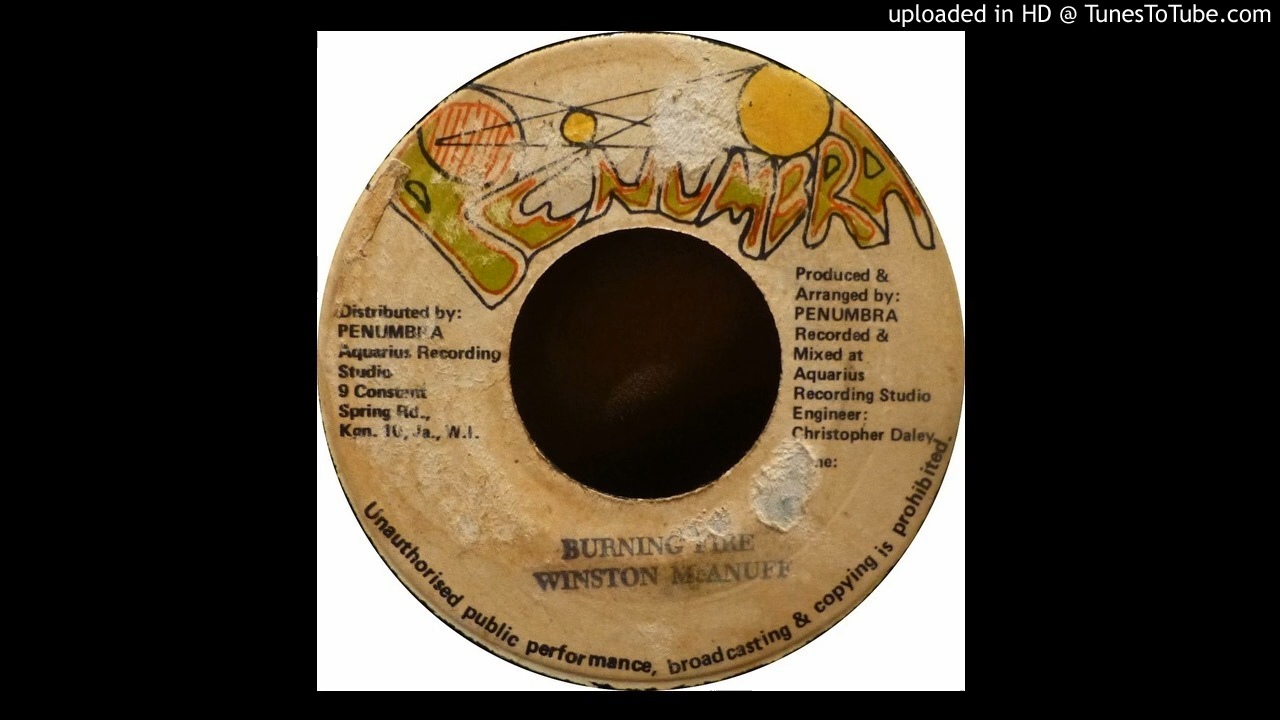 uploaded in HD @ TunesToTube.com
PENUMBRA
Distributed by:
PENUMBRA
Aquarius Recording
Studio
9 Constant
Spring Rd.,
Kgn. 10, Ja., W.I.
Produced &
Arranged by:
PENUMBRA
Recorded &
Mixed at
Aquarius
Recording Studio
Engineer:
Christopher Daley
BURNING FIRE
WINSTON McANUFF
Unauthorised public performance, broadcasting & copying is prohibited.